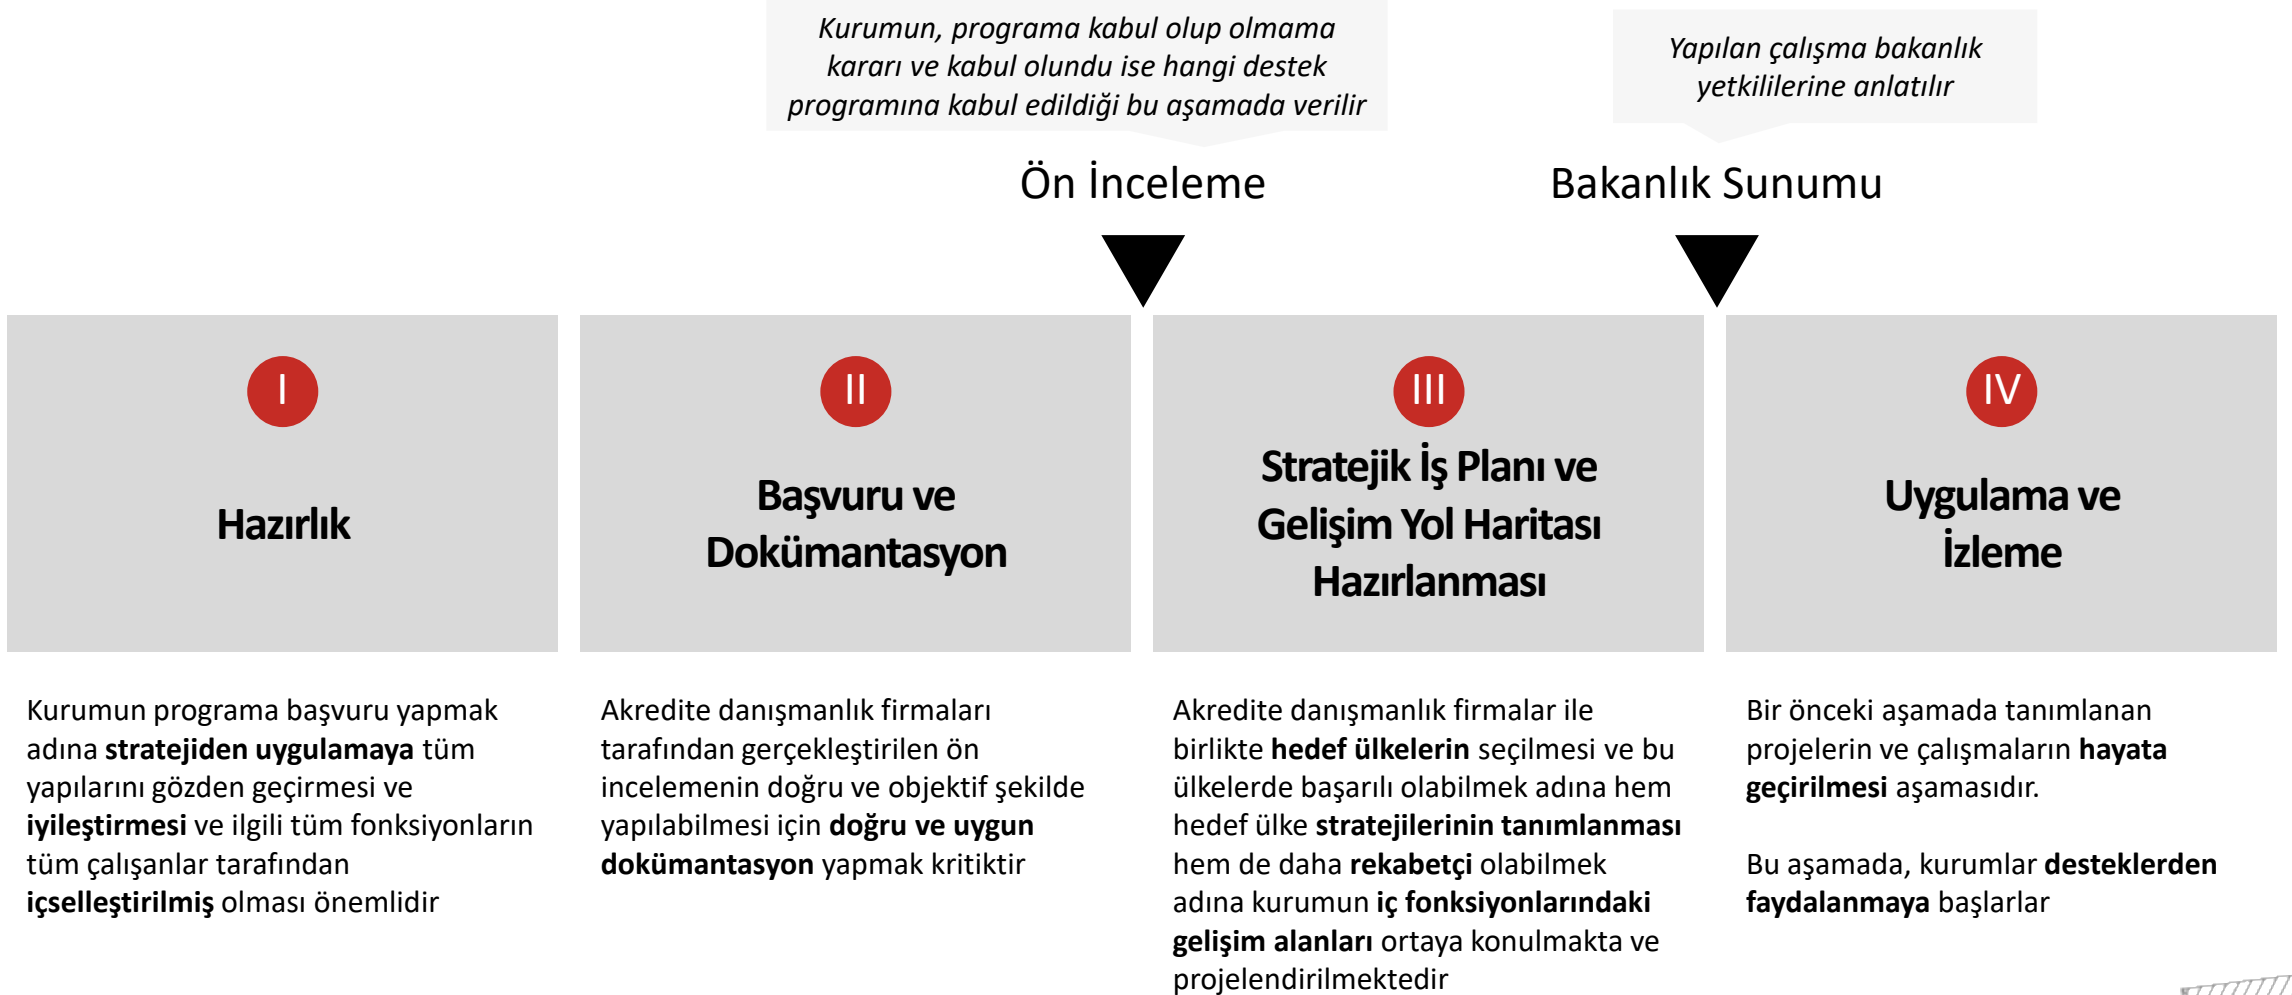 Kurumun, programa kabul olup olmama
kararı ve kabul olundu ise hangi destek
programına kabul edildiği bu aşamada verilir
Yapılan çalışma bakanlık
yetkililerine anlatılır
Ön İnceleme
Bakanlık Sunumu
I
Hazırlık
II
Başvuru ve
Dokümantasyon
III
Stratejik İş Planı ve
Gelişim Yol Haritası
Hazırlanması
IV
Uygulama ve
İzleme
Kurumun programa başvuru yapmak
adına stratejiden uygulamaya tüm
yapılarını gözden geçirmesi ve
iyileştirmesi ve ilgili tüm fonksiyonların
tüm çalışanlar tarafından
içselleştirilmiş olması önemlidir
Akredite danışmanlık firmaları
tarafından gerçekleştirilen ön
incelemenin doğru ve objektif şekilde
yapılabilmesi için doğru ve uygun
dokümantasyon yapmak kritiktir
Akredite danışmanlık firmalar ile
birlikte hedef ülkelerin seçilmesi ve bu
ülkelerde başarılı olabilmek adına hem
hedef ülke stratejilerinin tanımlanması
hem de daha rekabetçi olabilmek
adına kurumun iç fonksiyonlarındaki
gelişim alanları ortaya konulmakta ve
projelendirilmektedir
Bir önceki aşamada tanımlanan
projelerin ve çalışmaların hayata
geçirilmesi aşamasıdır.
Bu aşamada, kurumlar desteklerden
faydalanmaya başlarlar